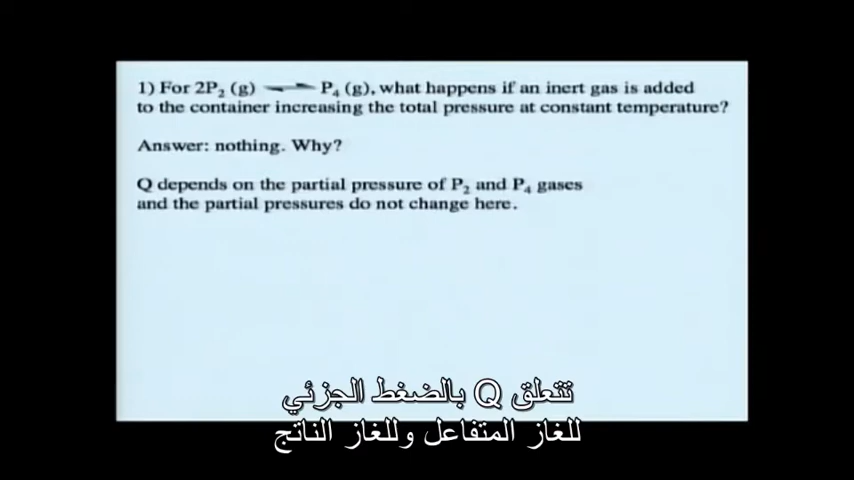 1) For 2P₂ (g) ⇌ P₄ (g), what happens if an inert gas is added
to the container increasing the total pressure at constant temperature?
Answer: nothing. Why?
Q depends on the partial pressure of P₂ and P₄ gases
and the partial pressures do not change here.
تتعلق Q بالضغط الجزئي
للغاز المتفاعل وللغاز الناتج